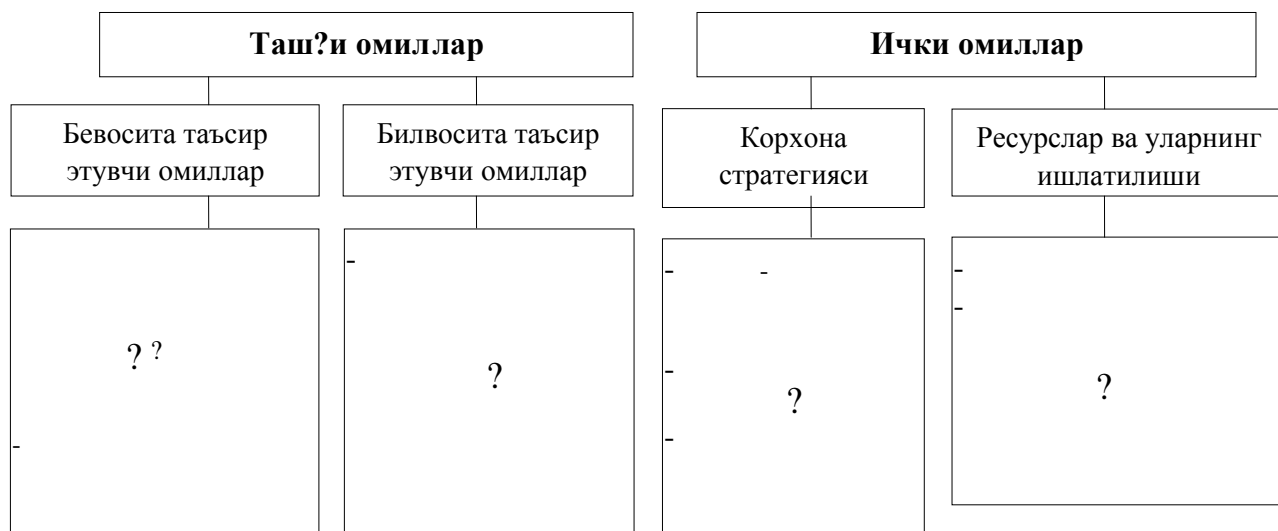 Таш?и омиллар
Ички омиллар
Бевосита таъсир
этувчи омиллар
Билвосита таъсир
этувчи омиллар
Корхона
стратегияси
Ресурслар ва уларнинг
ишлатилиши
-
-
-
-
-
? ?
?
-
?
?
-
-